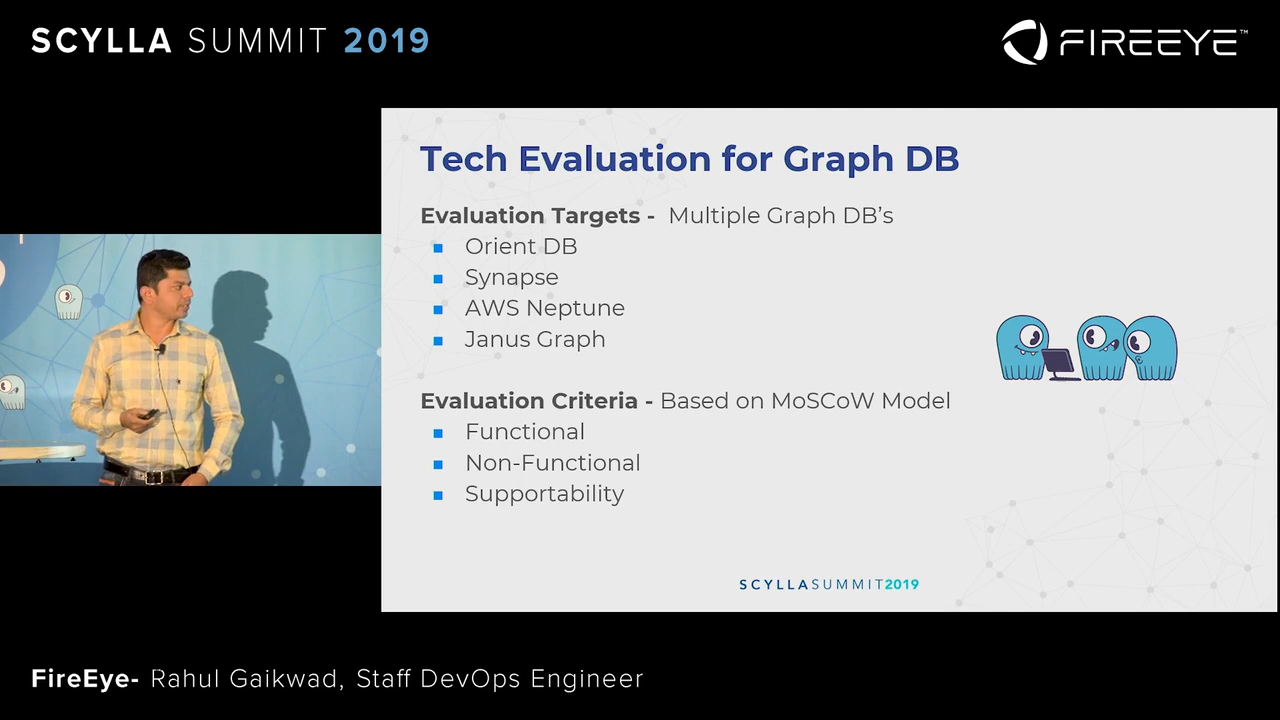 SCYLLA SUMMIT 2019
FIREEYE™
Tech Evaluation for Graph DB
Evaluation Targets - Multiple Graph DB’s
Orient DB
Synapse
AWS Neptune
Janus Graph
Evaluation Criteria - Based on MoSCoW Model
Functional
Non-Functional
Supportability
SCYLLASUMMIT2019
FireEye- Rahul Gaikwad, Staff DevOps Engineer